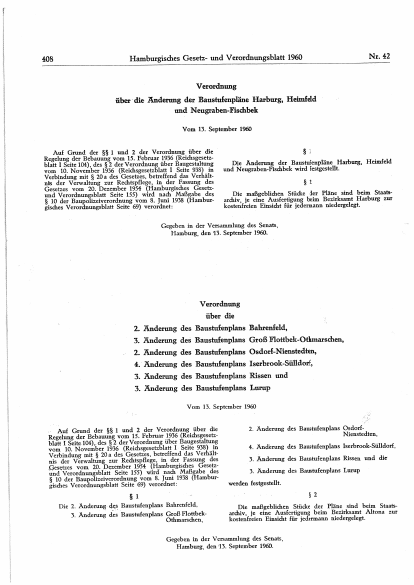 408
Hamburgisches Gesetz- und Verordnungsblatt 1960
Nr. 42
Verordnung
über die Änderung der Baustufenpläne Harburg, Heimfeld
und Neugraben-Fischbek
Vom 13. September 1960
Auf Grund der §§ 1 und 2 der Verordnung über die
Regelung der Bebauung vom 15. Februar 1936 (Reichsgesetz-
blatt I Seite 104), des § 2 der Verordnung über Baugestaltung
vom 10. November 1936 (Reichsgesetzblatt I Seite 938) in
Verbindung mit § 20 a des Gesetzes, betreffend das Verhält-
nis der Verwaltung zur Rechtspflege, in der Fassung des
Gesetzes vom 20. Dezember 1954 (Hamburgisches Gesetz-
und Verordnungsblatt Seite 155) wird nach Maßgabe des
§ 10 der Baupolizeiverordnung vom 8. Juni 1938 (Hambur-
gisches Verordnungsblatt Seite 69) verordnet:
§
Die Änderung der Baustufenpläne Harburg, Heimfeld
und Neugraben-Fischbek wird festgestellt.
§
Die maßgeblichen Stücke der Pläne sind beim Staats-
archiv, je eine Ausfertigung beim Bezirksamt Harburg zur
kostenfreien Einsicht für jedermann niedergelegt.
Gegeben in der Versammlung des Senats,
Hamburg, den 13. September 1960.
Verordnung
über die
2. Änderung des Baustufenplans Bahrenfeld,
3. Änderung des Baustufenplans Groß Flottbek-Othmarschen,
2. Änderung des Baustufenplans Osdorf-Nienstedten,
4. Änderung des Baustufenplans Iserbrook-Sülldorf,
3. Änderung des Baustufenplans Rissen und
3. Änderung des Baustufenplans Lurup
Vom 13. September 1960
Auf Grund der §§ 1 und 2 der Verordnung über die
Regelung der Bebauung vom 15. Februar 1936 (Reichsgesetz-
blatt I Seite 104), des § 2 der Verordnung über Baugestaltung
vom 10. November 1936 (Reichsgesetzblatt I Seite 938) in
Verbindung mit § 20 a des Gesetzes, betreffend das Verhält-
nis der Verwaltung zur Rechtspflege, in der Fassung des
Gesetzes vom 20. Dezember 1954 (Hamburgisches Gesetz-
und Verordnungsblatt Seite 155) wird nach Maßgabe des
§ 10 der Baupolizeiverordnung vom 8. Juni 1938 (Hambur-
gisches Verordnungsblatt Seite 69) verordnet:
§ 1
Die 2. Änderung des Baustufenplans Bahrenfeld,
3. Änderung des Baustufenplans Groß Flottbek-
Othmarschen,
2. Änderung des Baustufenplans Osdorf-
Nienstedten,
4. Änderung des Baustufenplans Iserbrook-Sülldorf,
3. Änderung des Baustufenplans Rissen und die
3. Änderung des Baustufenplans Lurup
werden festgestellt.
§ 2
Die maßgeblichen Stücke der Pläne sind beim Staats-
archiv, je eine Ausfertigung beim Bezirksamt Altona zur
kostenfreien Einsicht für jedermann niedergelegt.
Gegeben in der Versammlung des Senats,
Hamburg, den 13. September 1960.